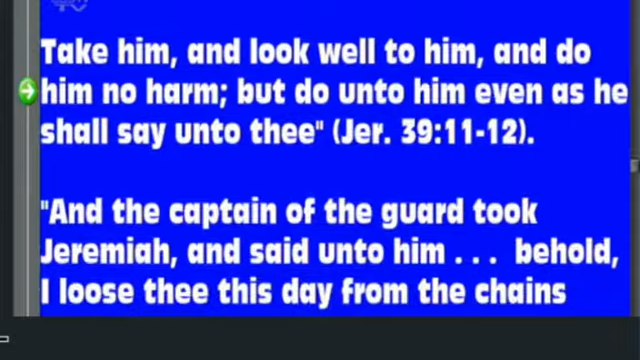 Take him, and look well to him, and do
him no harm; but do unto him even as he
shall say unto thee" (Jer. 39:11-12).
"And the captain of the guard took
Jeremiah, and said unto him . . . behold,
I loose thee this day from the chains